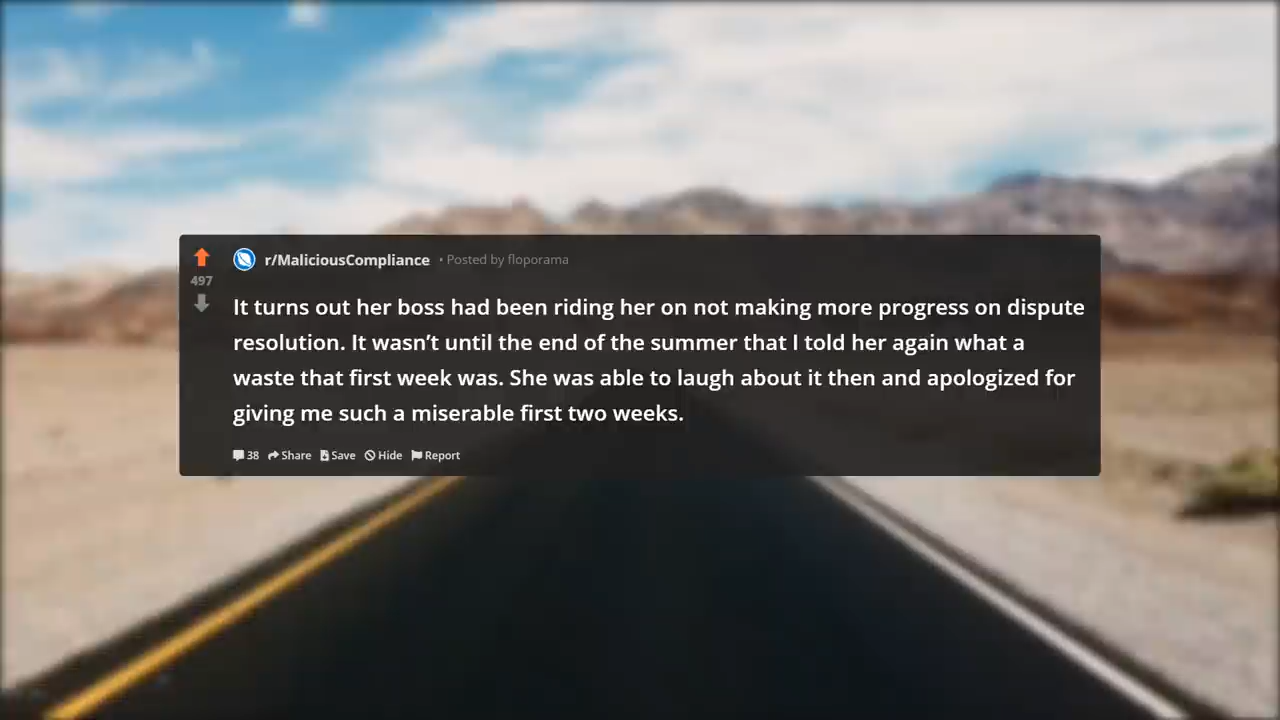 r/MaliciousCompliance • Posted by floporama
497
It turns out her boss had been riding her on not making more progress on dispute
resolution. It wasn’t until the end of the summer that I told her again what a
waste that first week was. She was able to laugh about it then and apologized for
giving me such a miserable first two weeks.
38 Share Save Hide Report